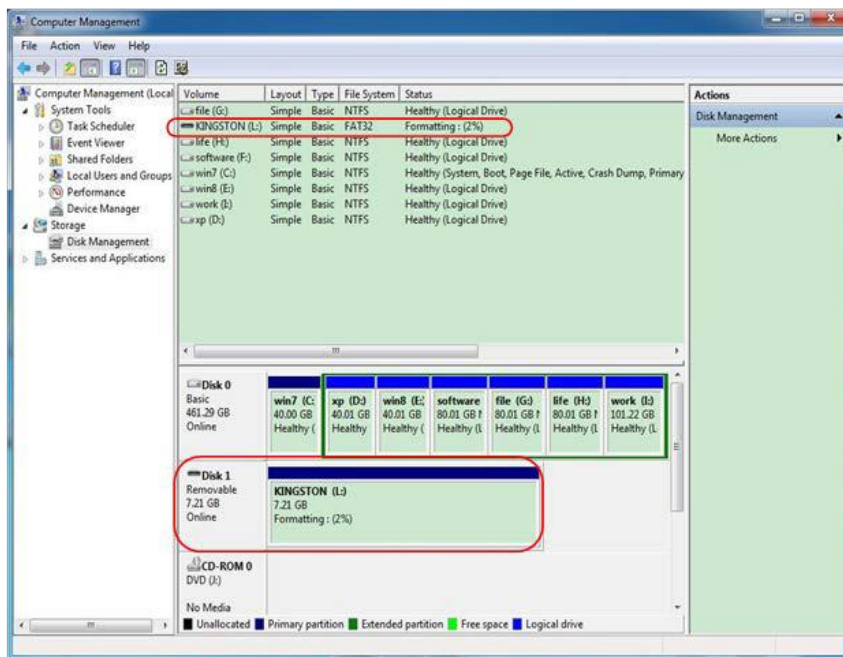 Computer Management
File Action View Help
Computer Management (Local
System Tools
Task Scheduler
Event Viewer
Shared Folders
Local Users and Groups
Performance
Device Manager
Storage
Disk Management
Services and Applications
Volume Layout Type File System Status
file (G:) Simple Basic NTFS Healthy (Logical Drive)
KINGSTON (L:) Simple Basic FAT32 Formatting : (2%)
life (H:) Simple Basic NTFS Healthy (Logical Drive)
software (F:) Simple Basic NTFS Healthy (Logical Drive)
win7 (C:) Simple Basic NTFS Healthy (System, Boot, Page File, Active, Crash Dump, Primary
win8 (E:) Simple Basic NTFS Healthy (Logical Drive)
work (I:) Simple Basic NTFS Healthy (Logical Drive)
xp (D:) Simple Basic NTFS Healthy (Logical Drive)
Actions
Disk Management
More Actions
Disk 0
Basic
461.29 GB
Online
win7 (C: xp (D:) win8 (E: software file (G:) life (H:) work (I:)
40.00 GB 40.01 GB 40.01 GB 80.01 GB 80.01 GB 80.01 GB 101.22 GB
Healthy ( Healthy Healthy ( Healthy (L Healthy (L Healthy (L Healthy (L
Disk 1
Removable
7.21 GB
Online
KINGSTON (L:)
7.21 GB
Formatting : (2%)
CD-ROM 0
DVD (J:)
No Media
Unallocated Primary partition Extended partition Free space Logical drive